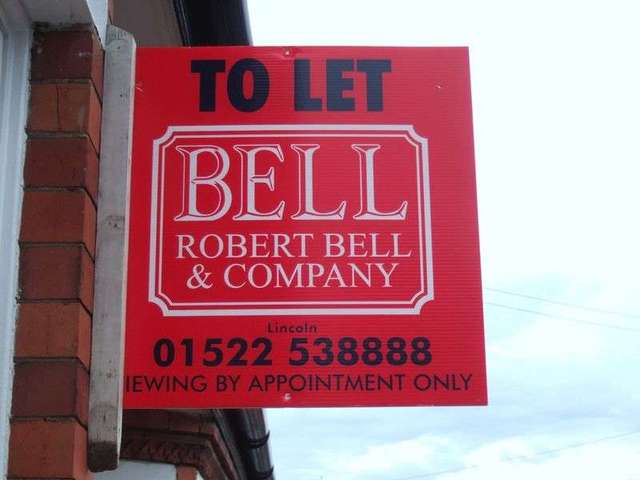 TO LET
BELL
ROBERT BELL
& COMPANY
Lincoln
01522 538888
IEWING BY APPOINTMENT ONLY